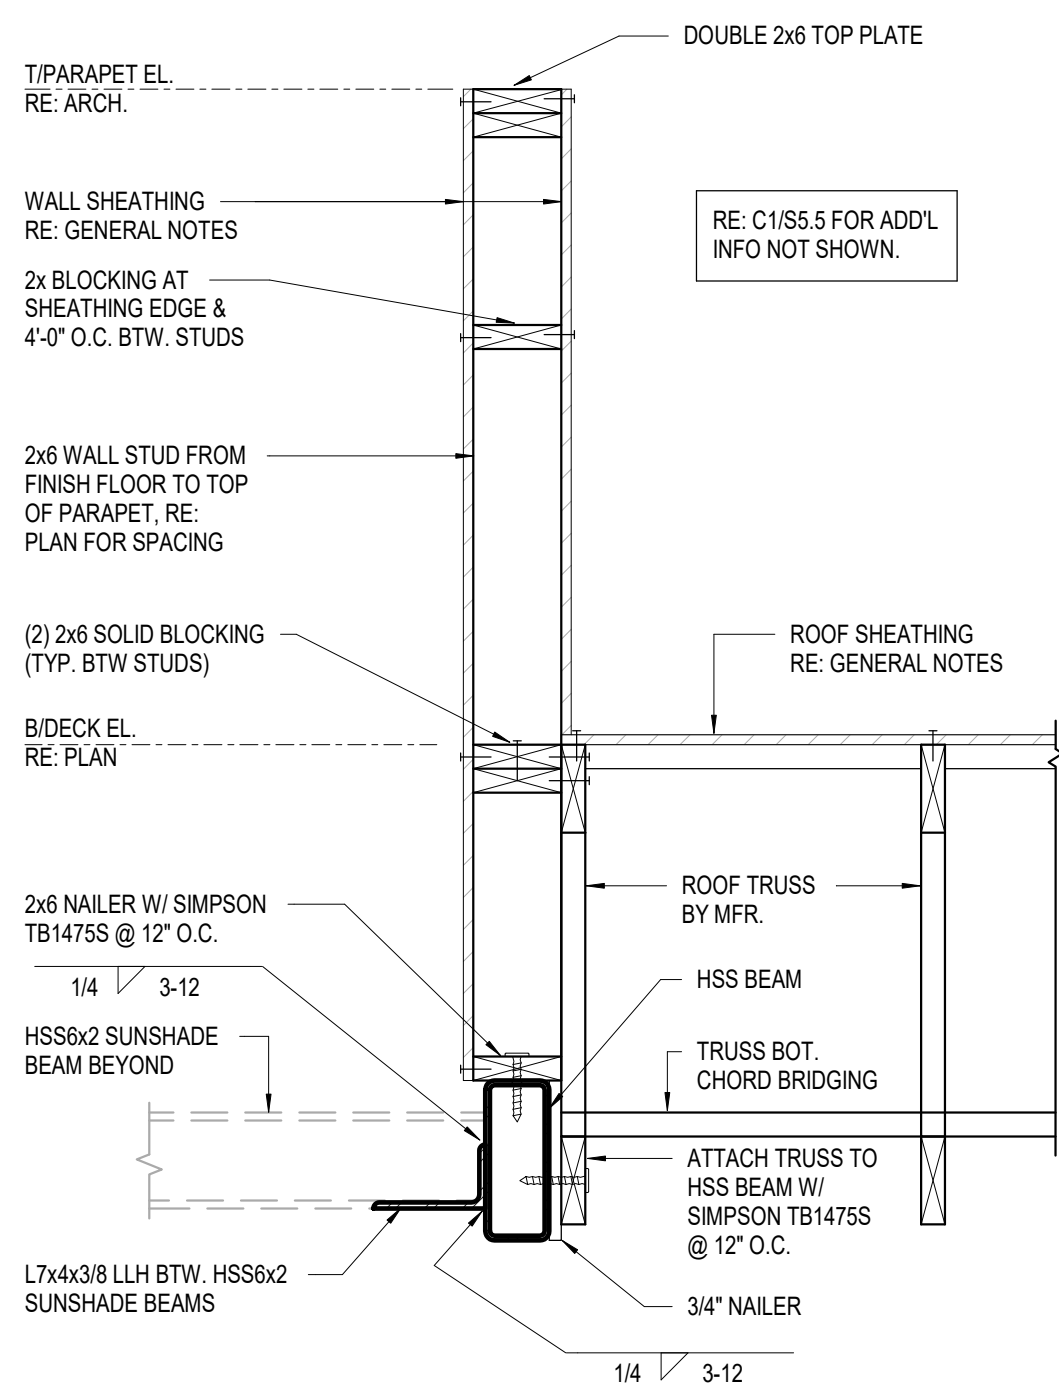 DOUBLE 2x6 TOP PLATE
T/PARAPET EL.
RE: ARCH.
WALL SHEATHING
RE: GENERAL NOTES
RE: C1/S5.5 FOR ADD'L
INFO NOT SHOWN.
2x BLOCKING AT
SHEATHING EDGE &
4'-0" O.C. BTW. STUDS
2x6 WALL STUD FROM
FINISH FLOOR TO TOP
OF PARAPET, RE:
PLAN FOR SPACING
(2) 2x6 SOLID BLOCKING
(TYP. BTW STUDS)
ROOF SHEATHING
RE: GENERAL NOTES
B/DECK EL.
RE: PLAN
ROOF TRUSS
BY MFR.
2x6 NAILER W/ SIMPSON
TB1475S @ 12" O.C.
1/4 3-12
HSS BEAM
HSS6x2 SUNSHADE
BEAM BEYOND
TRUSS BOT.
CHORD BRIDGING
ATTACH TRUSS TO
HSS BEAM W/
SIMPSON TB1475S
@ 12" O.C.
L7x4x3/8 LLH BTW. HSS6x2
SUNSHADE BEAMS
3/4" NAILER
1/4 3-12